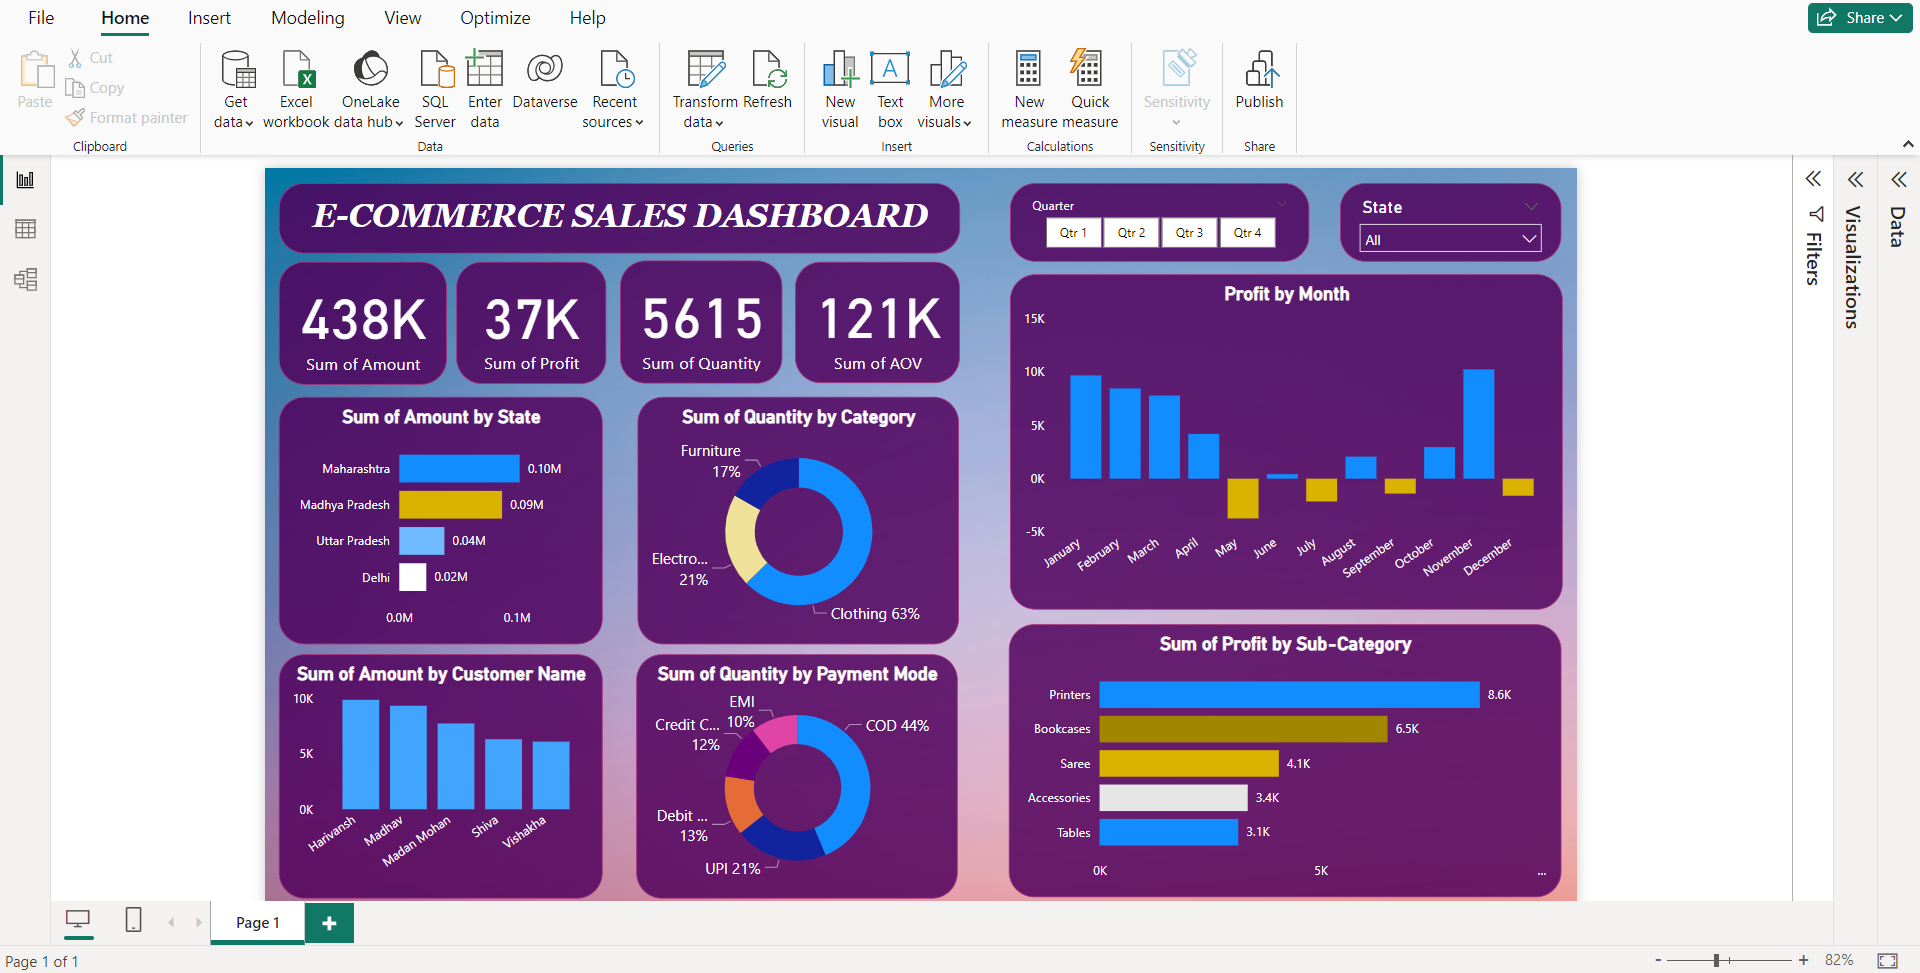 File Home Insert Modeling View Optimize Help
Share
Paste
Cut
Copy
Format painter
Clipboard
Get
data
Excel
workbook
OneLake
data hub
SQL
Server
Enter
data
Dataverse
Recent
sources
Data
Transform
data
Refresh
Queries
New
visual
Text
box
More
visuals
Insert
New
measure
Quick
measure
Calculations
Sensitivity
Sensitivity
Publish
Share
E-COMMERCE SALES DASHBOARD
Quarter
Qtr 1 Qtr 2 Qtr 3 Qtr 4
State
All
438K
Sum of Amount
37K
Sum of Profit
5615
Sum of Quantity
121K
Sum of AOV
Sum of Amount by State
Maharashtra 0.10M
Madhya Pradesh 0.09M
Uttar Pradesh 0.04M
Delhi 0.02M
0.0M 0.1M
Sum of Quantity by Category
Furniture
17%
Electro...
21%
Clothing 63%
Profit by Month
15K
10K
5K
0K
-5K
January February March April May June July August September October November December
Sum of Amount by Customer Name
10K
5K
0K
Harivansh Madhav Madan Mohan Shiva Vishakha
Sum of Quantity by Payment Mode
EMI
10%
Credit C...
12%
COD 44%
Debit ...
13%
UPI 21%
Sum of Profit by Sub-Category
Printers 8.6K
Bookcases 6.5K
Saree 4.1K
Accessories 3.4K
Tables 3.1K
0K 5K ...
Filters
Visualizations
Data
Page 1
Page 1 of 1
- + 82%